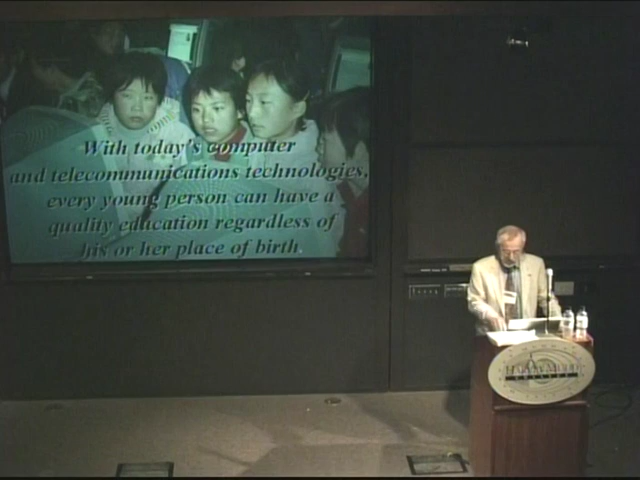 With today's computer
and telecommunications technologies,
every young person can have a
quality education regardless of
his or her place of birth.